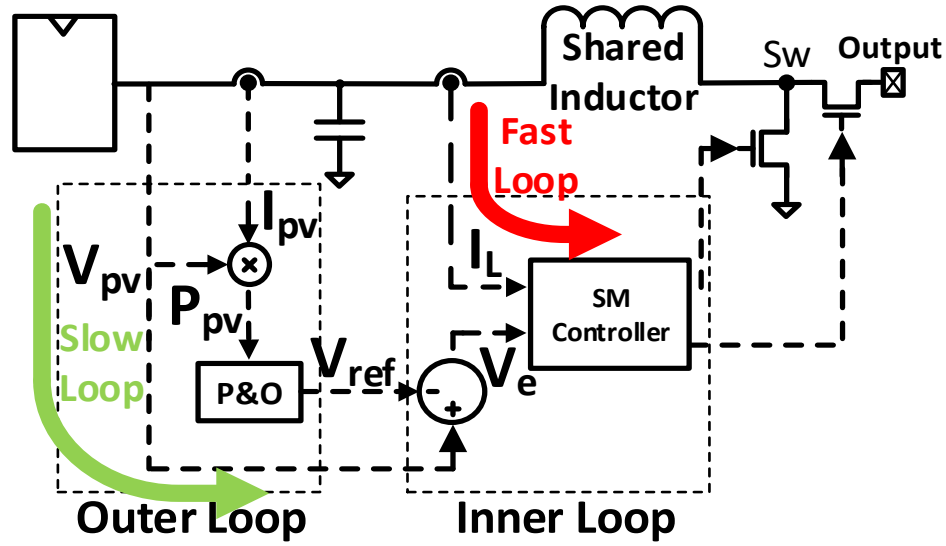 Shared
Inductor
Sw
Output
Fast
Loop
Ipv
Vpv
Ppv
Slow
Loop
P&O
Vref
IL
Ve
SM
Controller
×
-
+
Outer Loop
Inner Loop